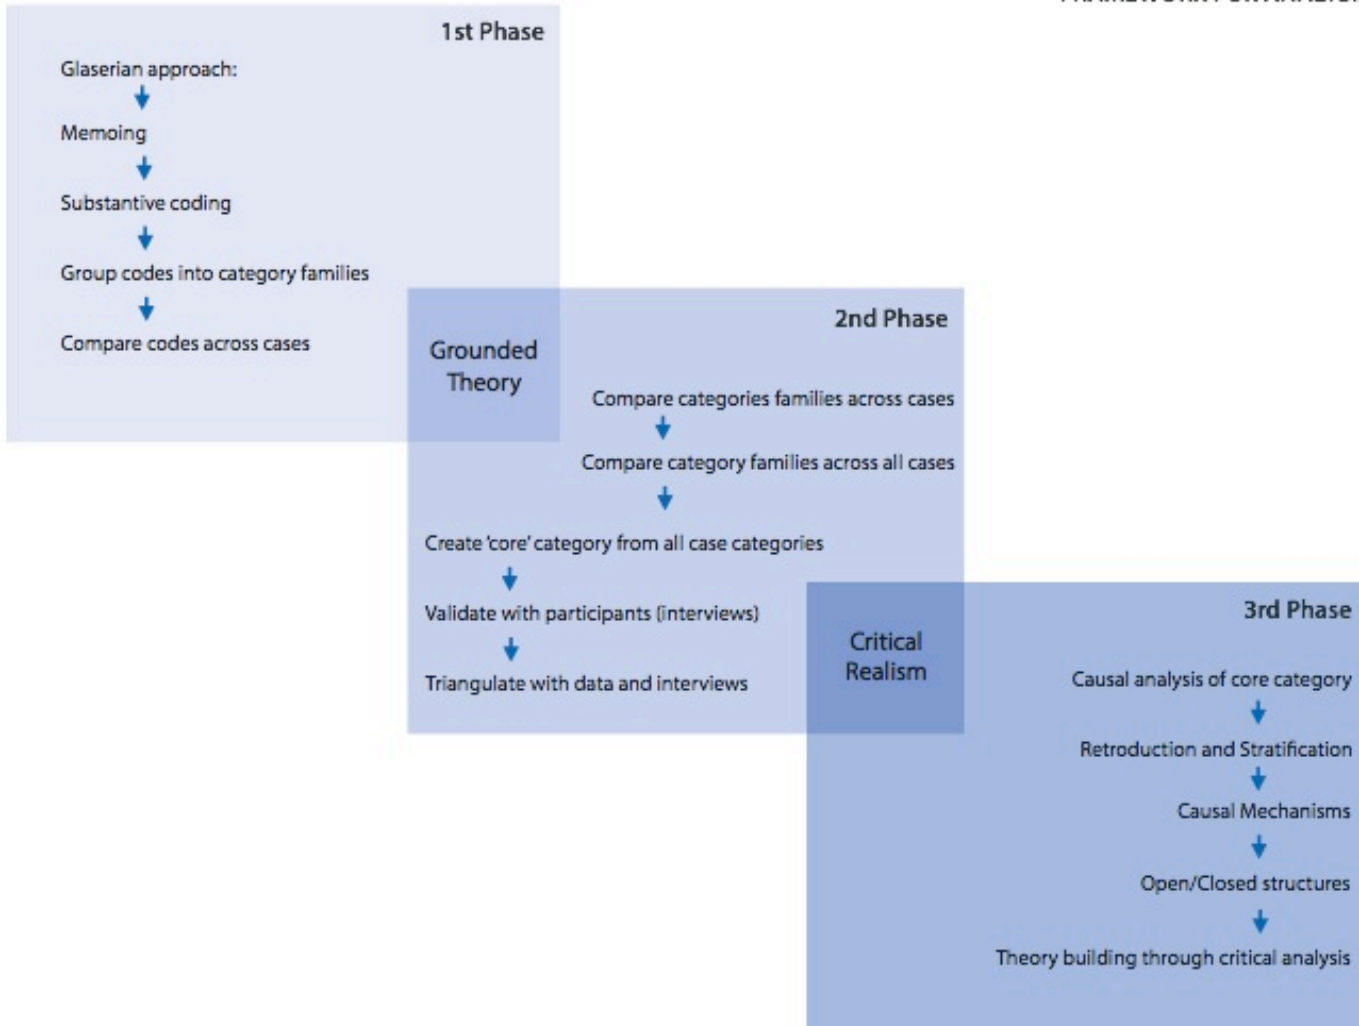 1st Phase
Glaserian approach:
Memoing
Substantive coding
Group codes into category families
Compare codes across cases
Grounded
Theory
2nd Phase
Compare categories families across cases
Compare category families across all cases
Create 'core' category from all case categories
Validate with participants (interviews)
Triangulate with data and interviews
Critical
Realism
3rd Phase
Causal analysis of core category
Retroduction and Stratification
Causal Mechanisms
Open/Closed structures
Theory building through critical analysis